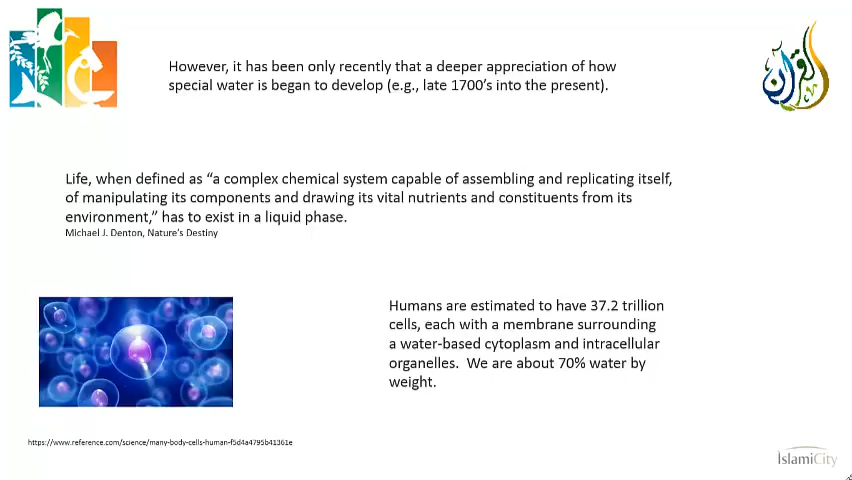 However, it has been only recently that a deeper appreciation of how
special water is began to develop (e.g., late 1700's into the present).
القرآن
Life, when defined as “a complex chemical system capable of assembling and replicating itself,
of manipulating its components and drawing its vital nutrients and constituents from its
environment,” has to exist in a liquid phase.
Michael J. Denton, Nature's Destiny
Humans are estimated to have 37.2 trillion
cells, each with a membrane surrounding
a water-based cytoplasm and intracellular
organelles. We are about 70% water by
weight.
https://www.reference.com/science/many-body-cells-human-f5d4a4795b41361e
IslamiCity